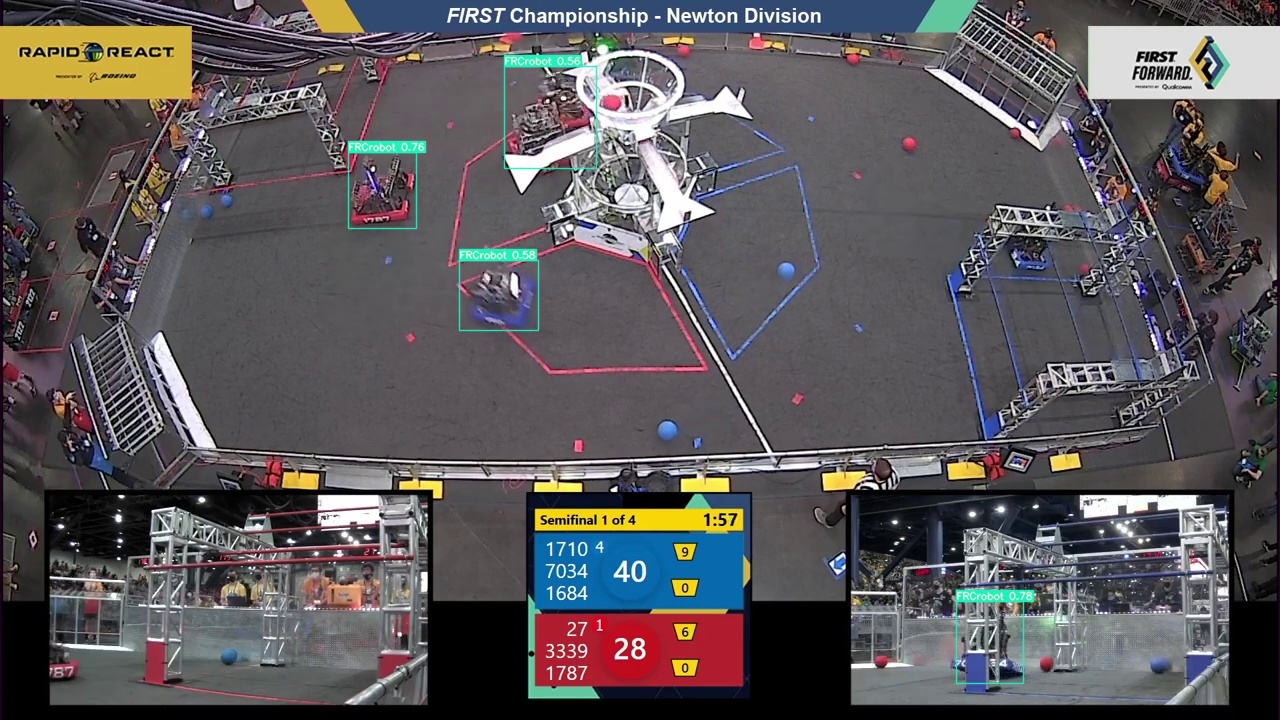 FIRST Championship - Newton Division
RAPID REACT
PRESENTED BY BOEING
FIRST
FORWARD
PRESENTED BY Qualcomm
FRCrobot 0.56
FRCrobot 0.76
FRCrobot 0.58
1787
Semifinal 1 of 4 1:57
1710 4
7034
1684
40
9
0
27 1
3339
1787
28
6
0
FRCrobot 0.78